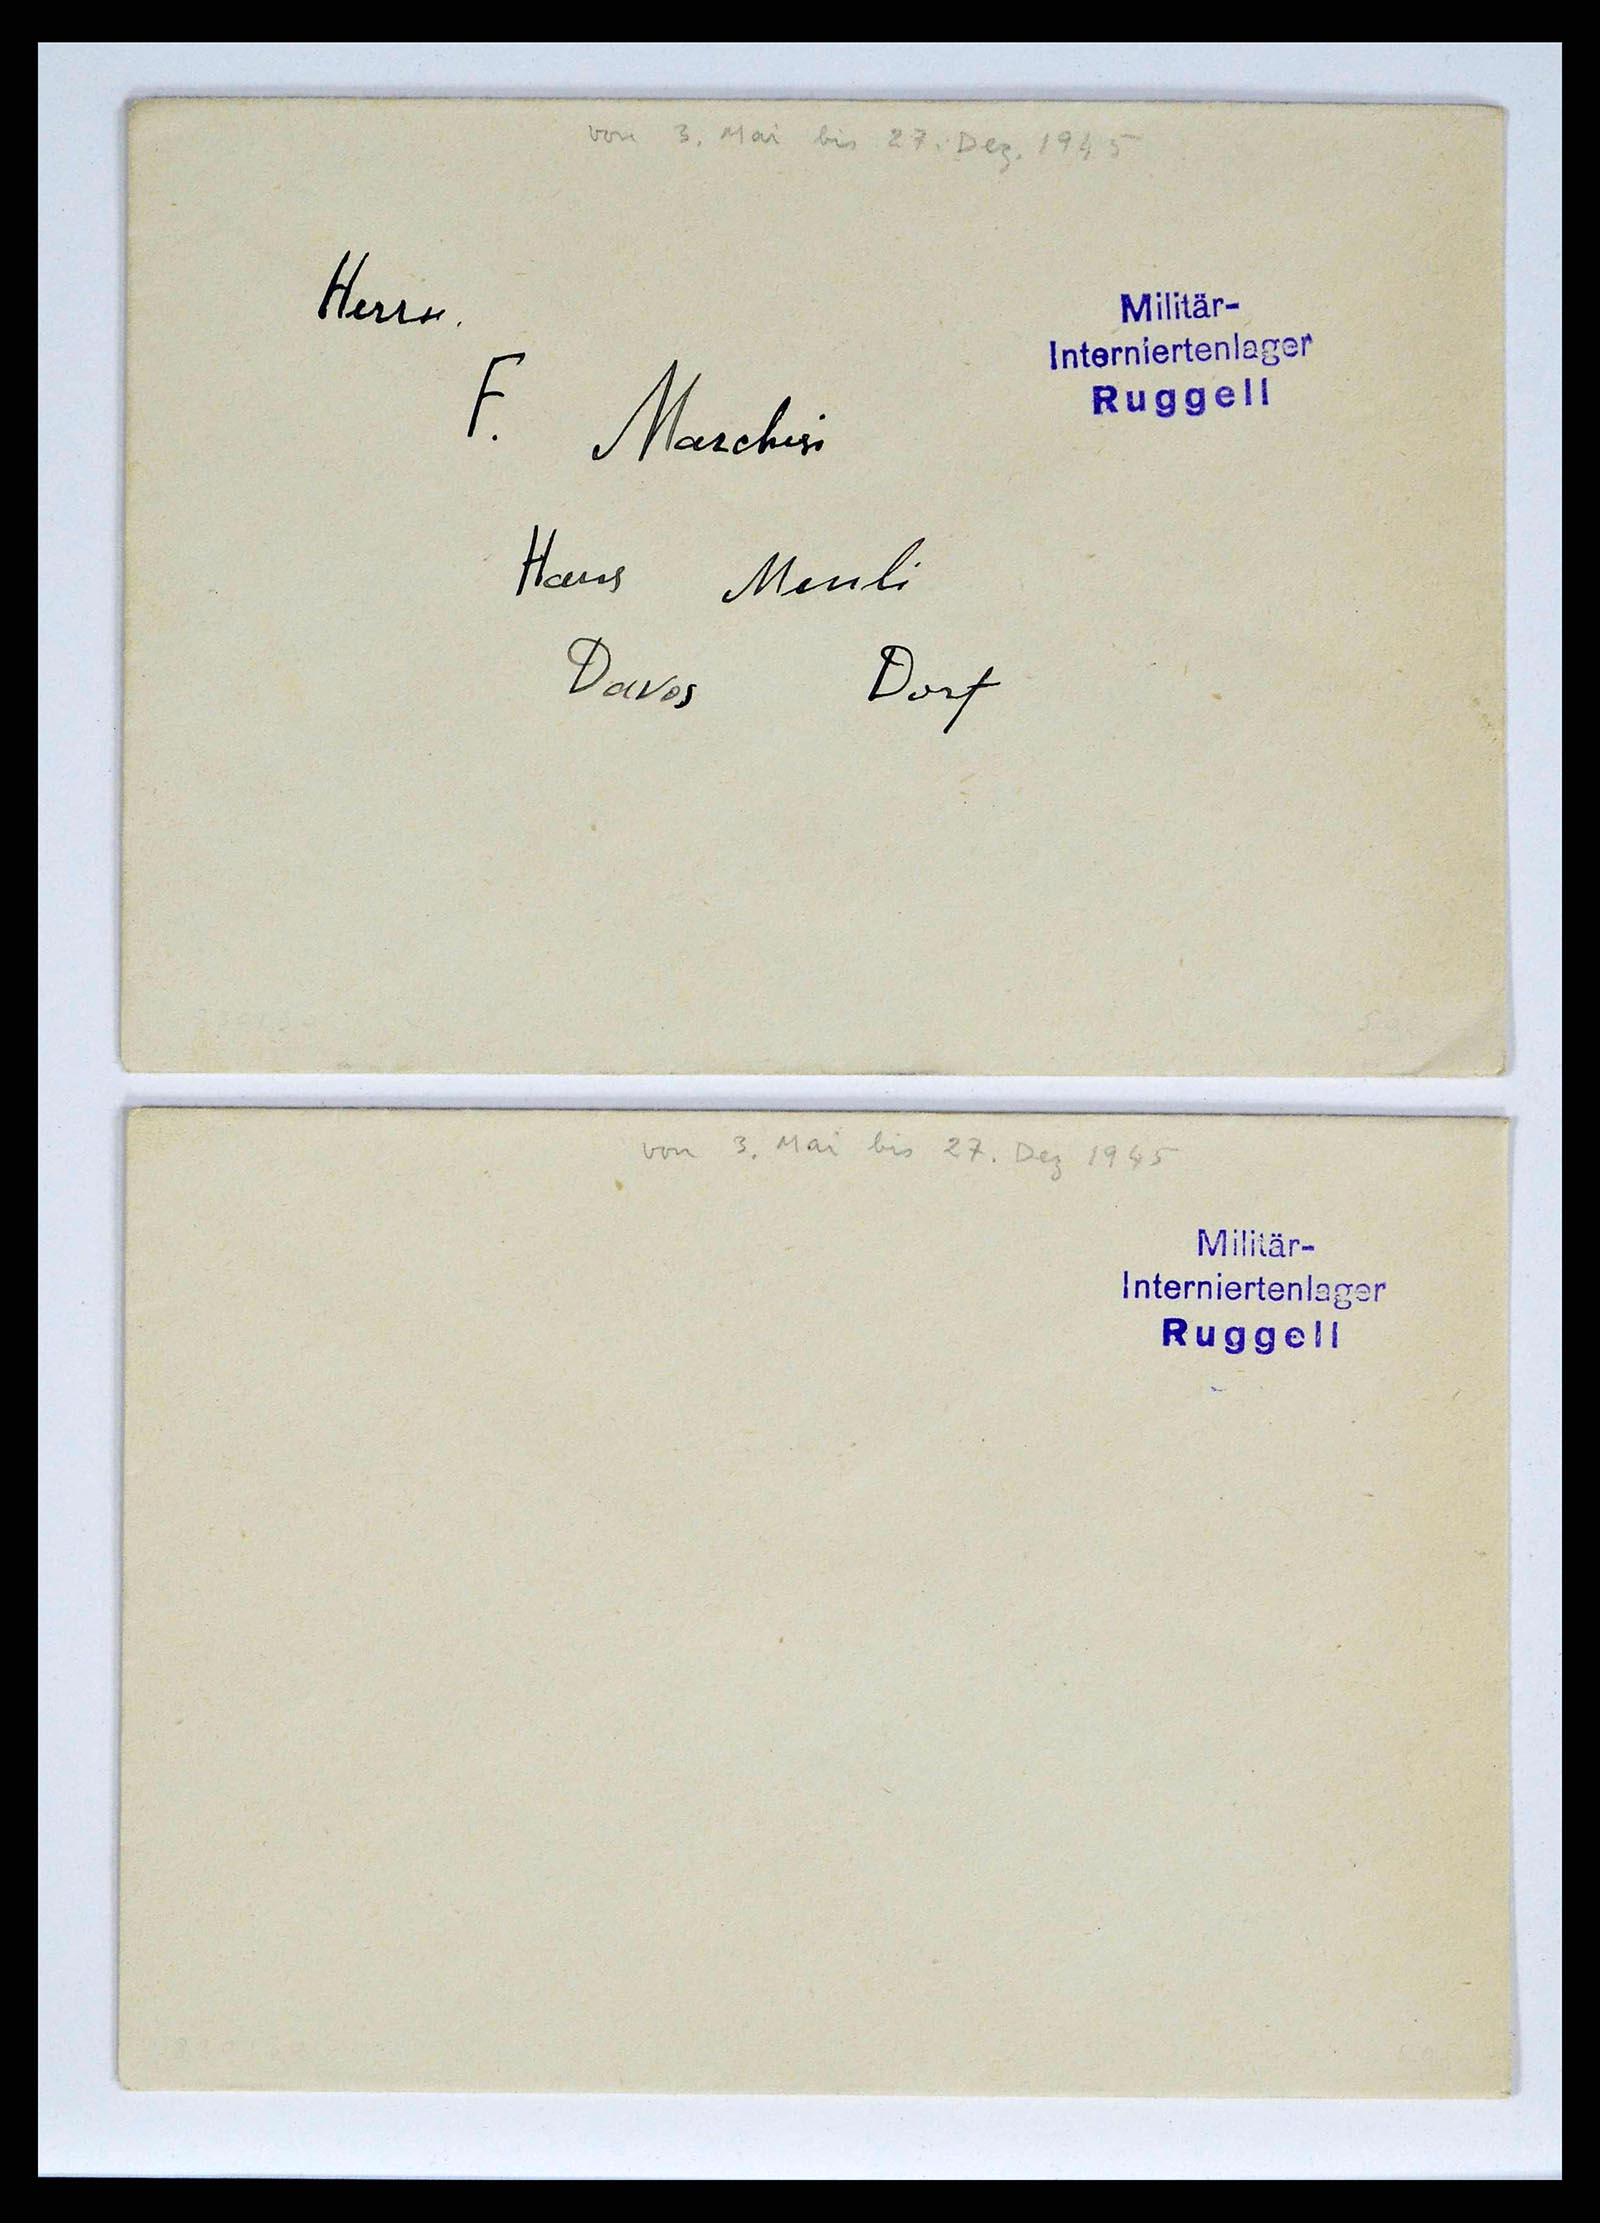 von 3. Mai bis 27. Dez. 1945
Herrn.
Militär-
Interniertenlager
Ruggell
F. Marchisi
Haus Meuli
Davos Dorf
von 3. Mai bis 27. Dez 1945
Militär-
Interniertenlager
Ruggell